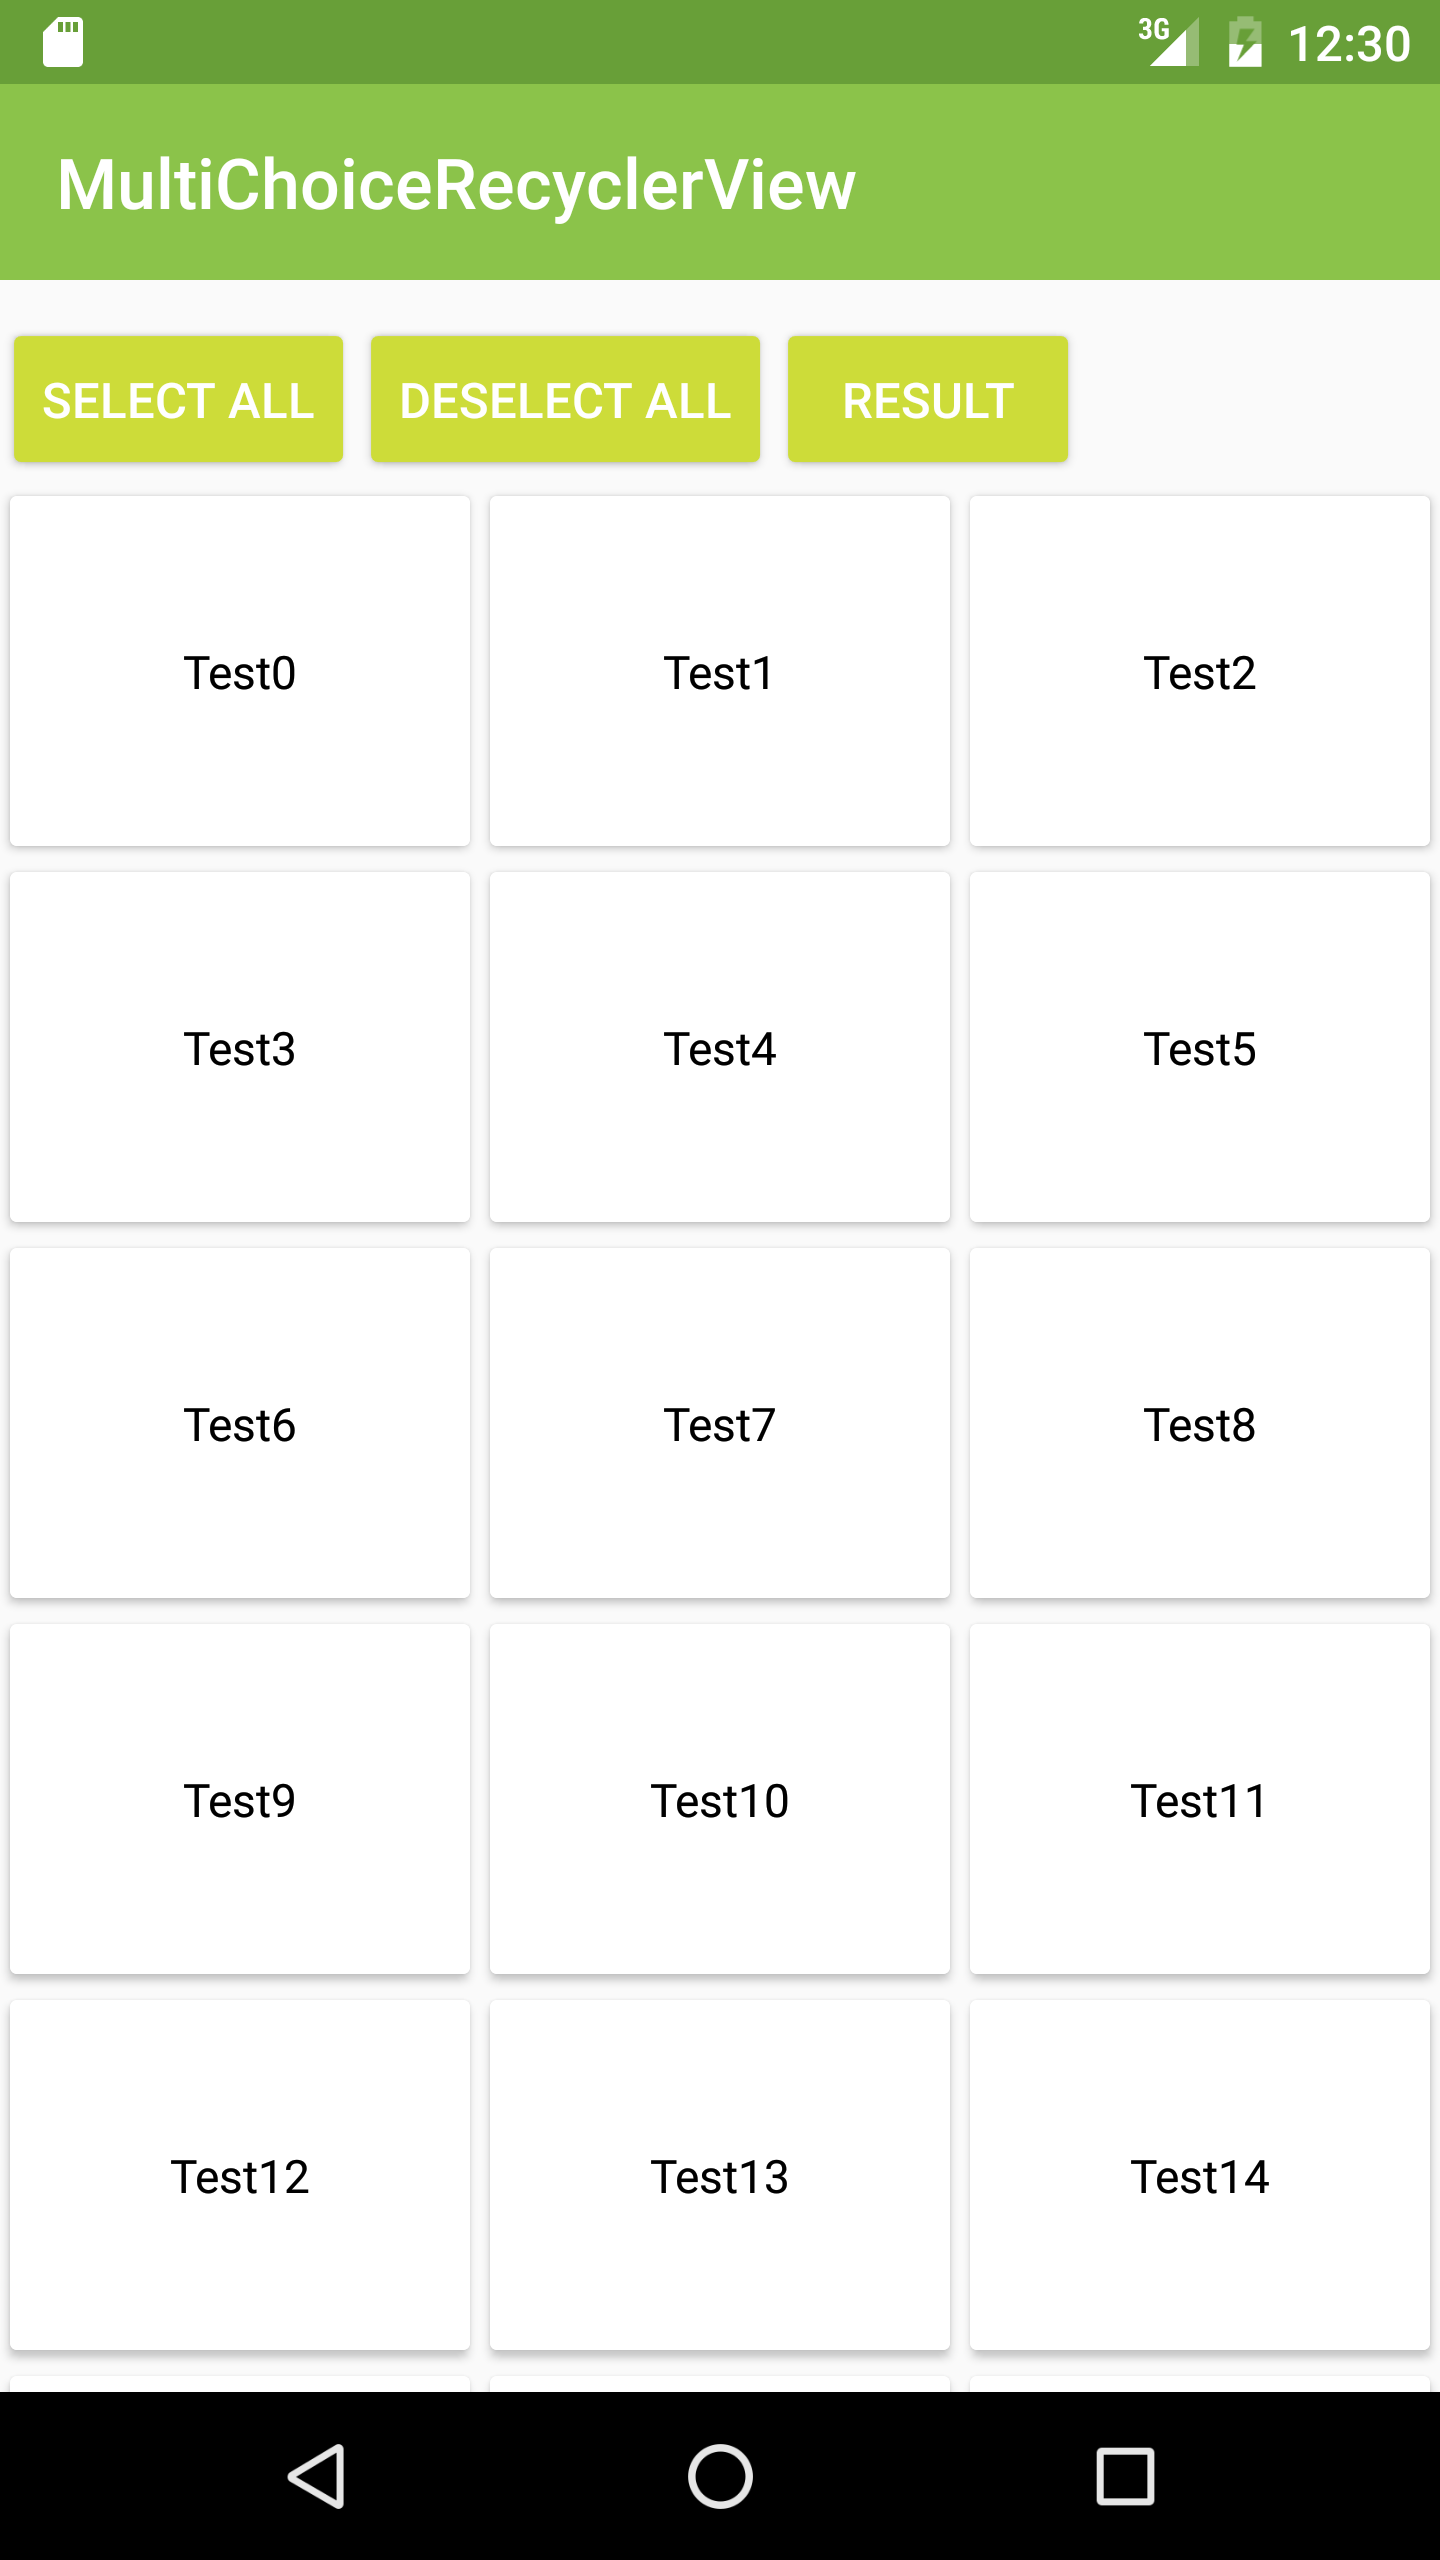 3G 12:30
MultiChoiceRecyclerView
SELECT ALL DESELECT ALL RESULT
Test0 Test1 Test2
Test3 Test4 Test5
Test6 Test7 Test8
Test9 Test10 Test11
Test12 Test13 Test14